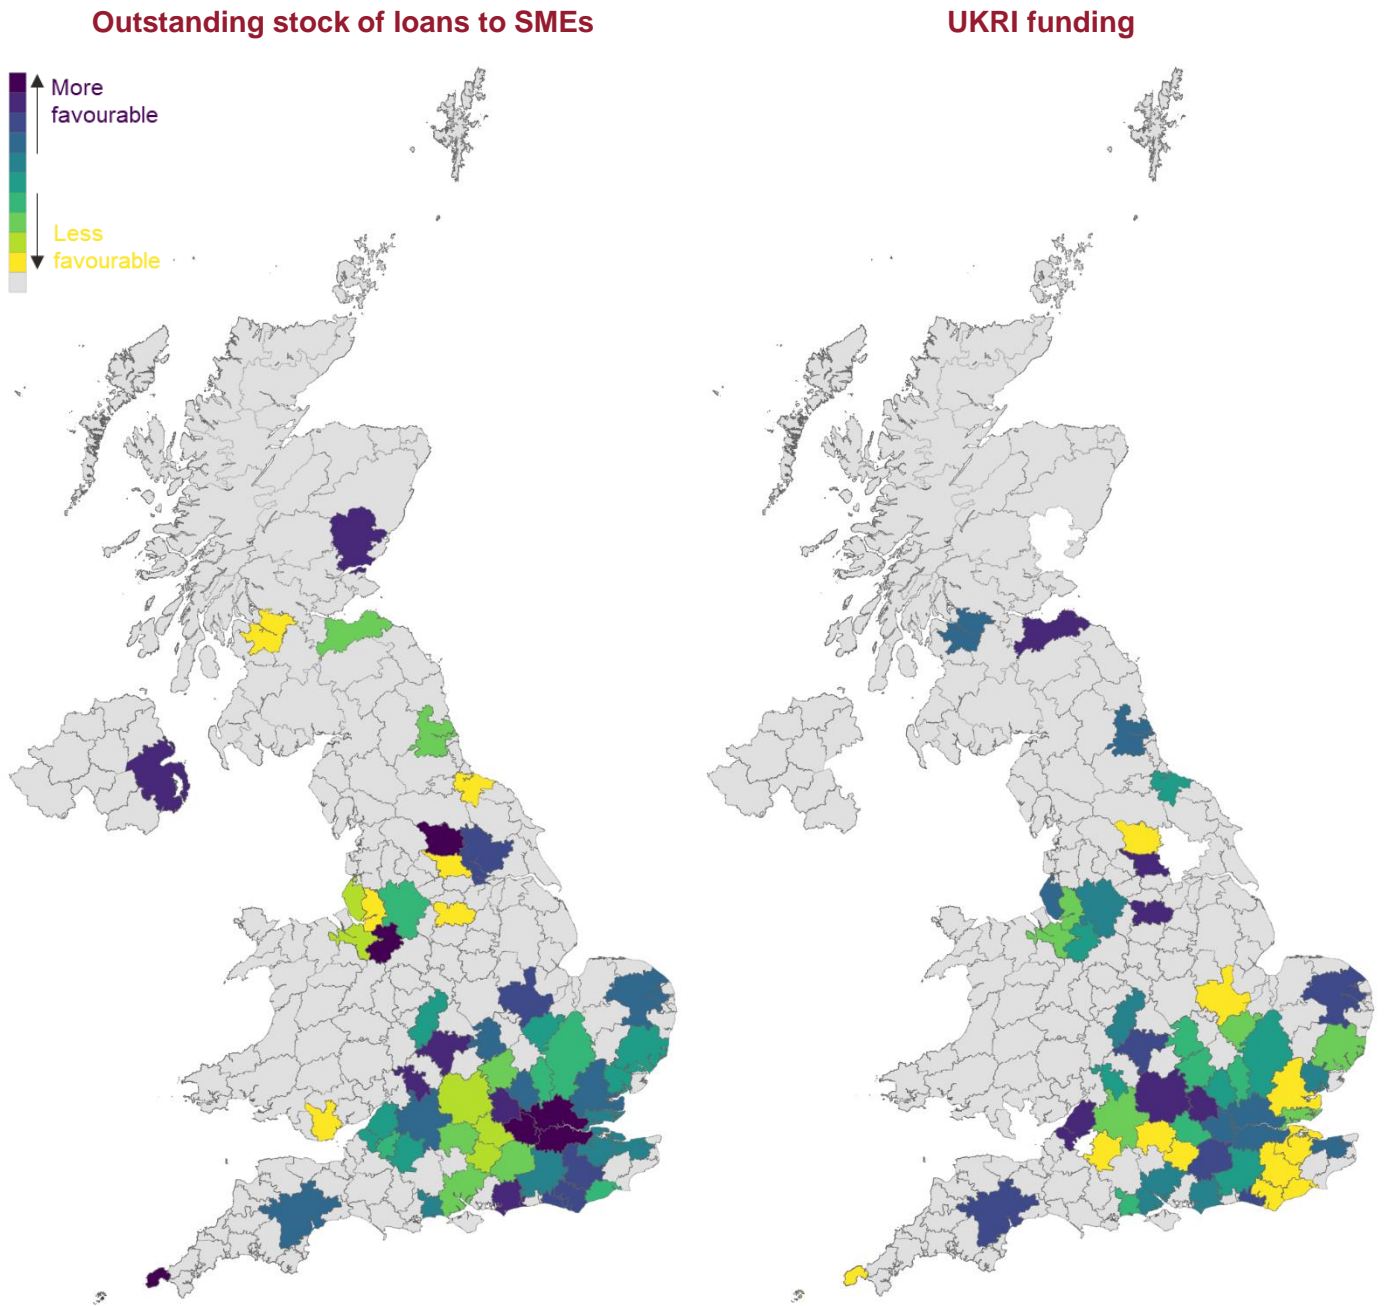 Outstanding stock of loans to SMEs
UKRI funding
More
favourable
Less
favourable